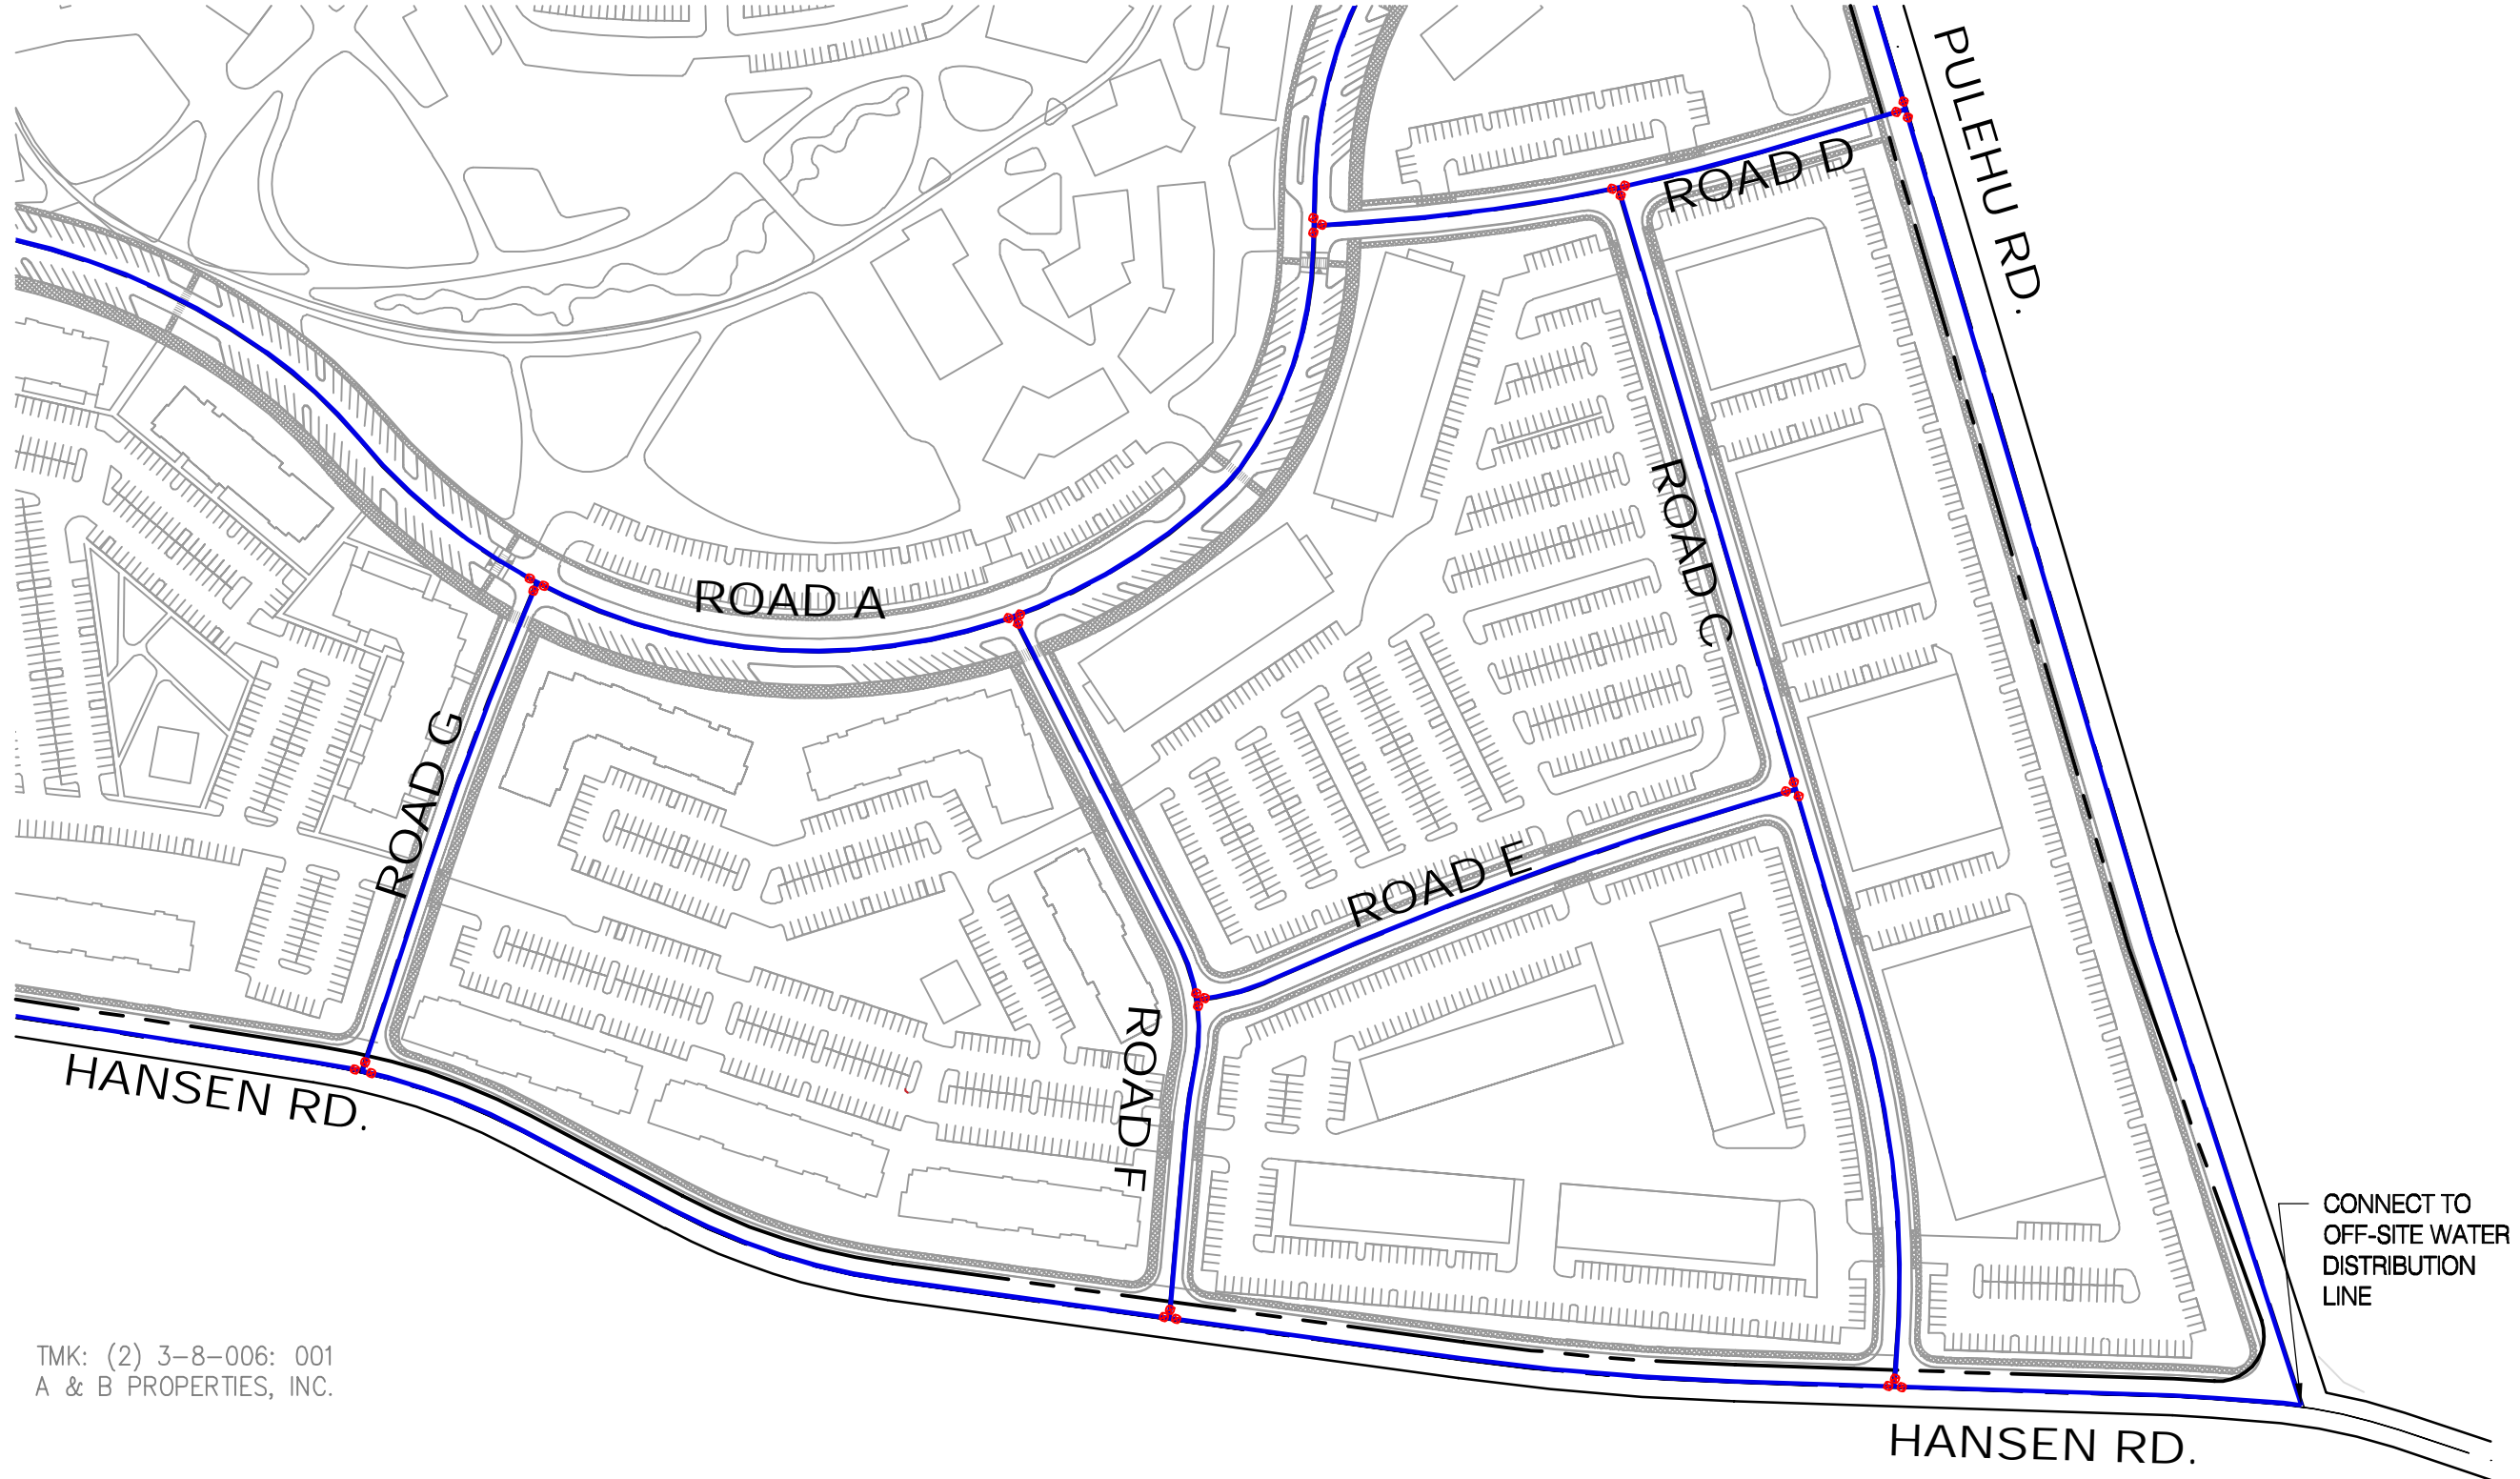 PULEHU RD.
ROAD D
ROAD C
ROAD A
ROAD G
ROAD E
ROAD F
HANSEN RD.
CONNECT TO
OFF-SITE WATER
DISTRIBUTION
LINE
TMK: (2) 3-8-006: 001
A & B PROPERTIES, INC.
HANSEN RD.